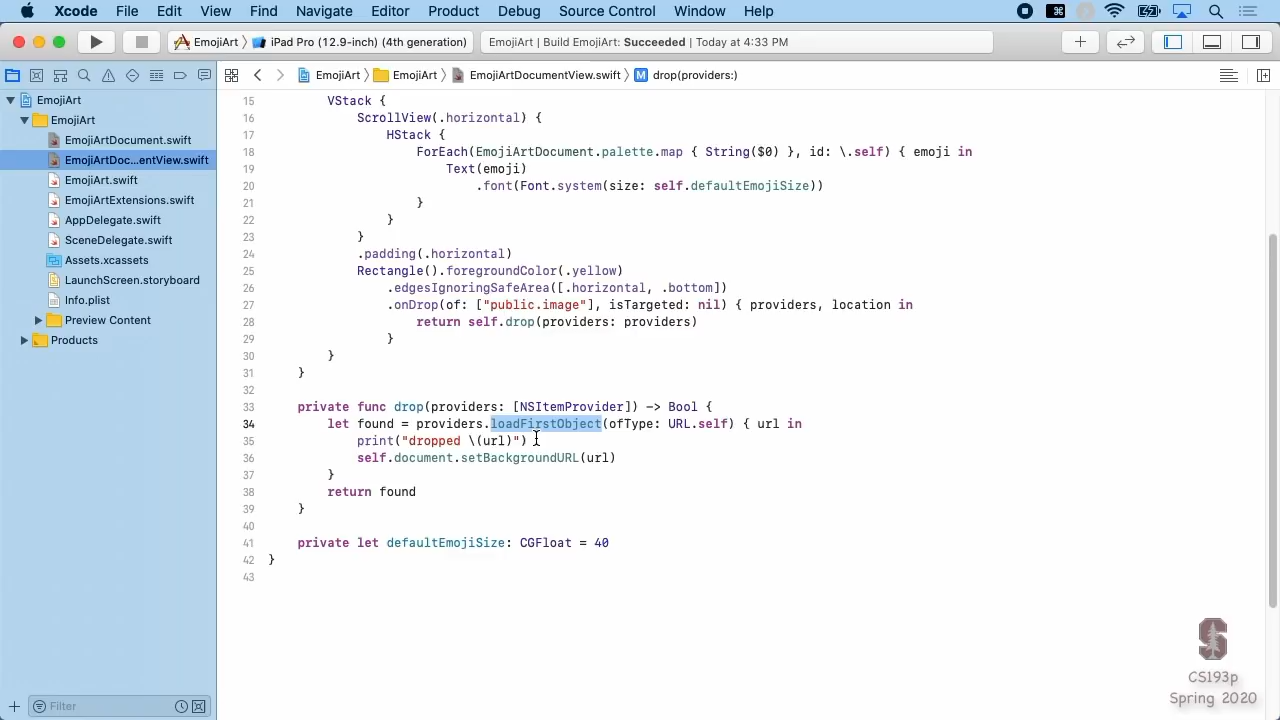 Xcode File Edit View Find Navigate Editor Product Debug Source Control Window Help
EmojiArt iPad Pro (12.9-inch) (4th generation) EmojiArt | Build EmojiArt: Succeeded | Today at 4:33 PM
EmojiArt EmojiArt EmojiArtDocumentView.swift M drop(providers:)
EmojiArt
EmojiArt
EmojiArtDocument.swift
EmojiArtDoc...entView.swift
EmojiArt.swift
EmojiArtExtensions.swift
AppDelegate.swift
SceneDelegate.swift
Assets.xcassets
LaunchScreen.storyboard
Info.plist
Preview Content
Products
Filter
15 VStack {
16 ScrollView(.horizontal) {
17 HStack {
18 ForEach(EmojiArtDocument.palette.map { String($0) }, id: \.self) { emoji in
19 Text(emoji)
20 .font(Font.system(size: self.defaultEmojiSize))
21 }
22 }
23 }
24 .padding(.horizontal)
25 Rectangle().foregroundColor(.yellow)
26 .edgesIgnoringSafeArea([.horizontal, .bottom])
27 .onDrop(of: ["public.image"], isTargeted: nil) { providers, location in
28 return self.drop(providers: providers)
29 }
30 }
31 }
32
33 private func drop(providers: [NSItemProvider]) -> Bool {
34 let found = providers.loadFirstObject(ofType: URL.self) { url in
35 print("dropped \(url)")
36 self.document.setBackgroundURL(url)
37 }
38 return found
39 }
40
41 private let defaultEmojiSize: CGFloat = 40
42 }
43
S
CS193p
Spring 2020